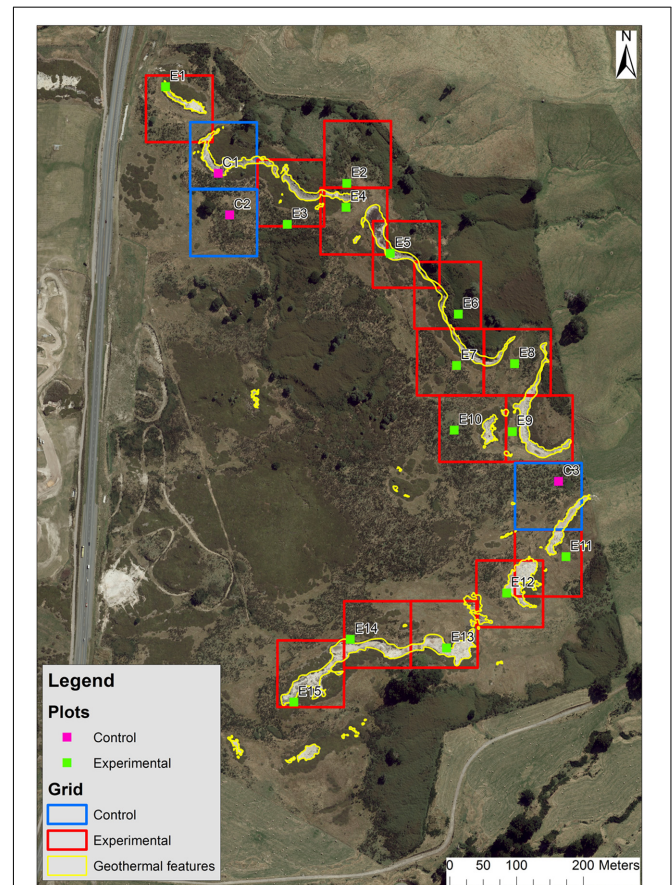 N
E1
C1
C2
E2
E3
E4
E5
E6
E7
E8
E10
E9
C3
E11
E12
E14
E13
E15
Legend
Plots
Control
Experimental
Grid
Control
Experimental
Geothermal features
0 50 100 200 Meters